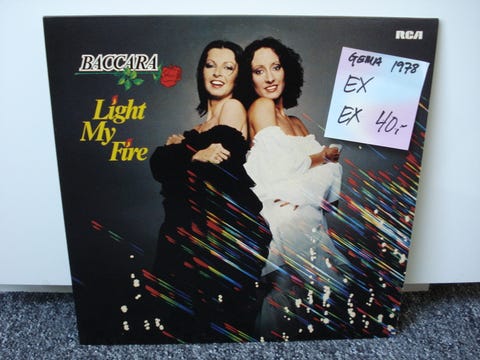 BACCARA
RCA
Light
My
Fire
GEMA 1978
EX
EX 40,-